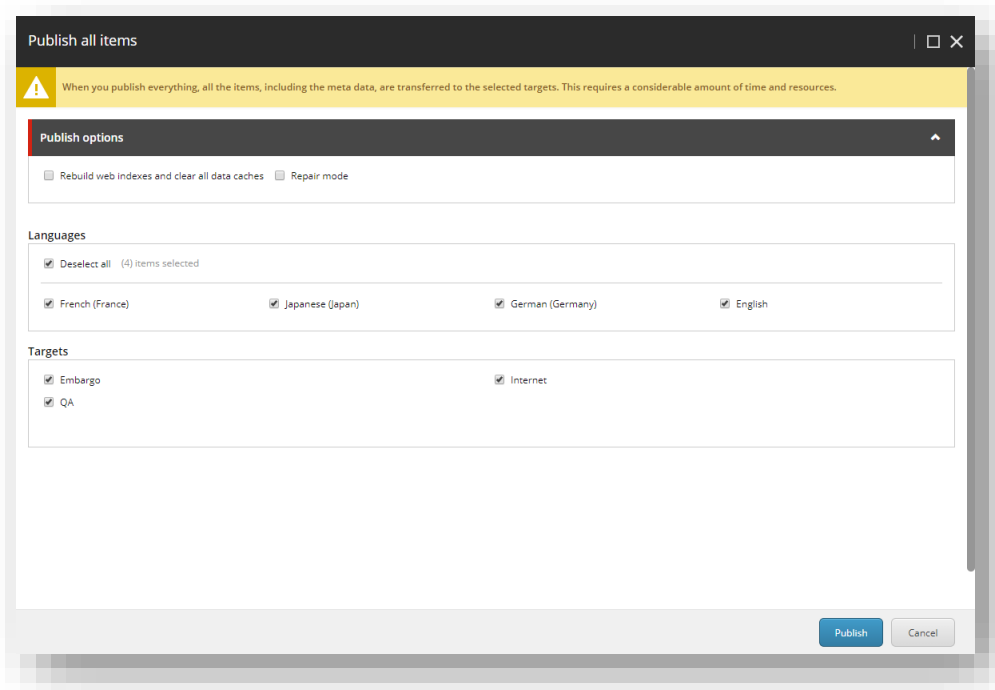 Publish all items
When you publish everything, all the items, including the meta data, are transferred to the selected targets. This requires a considerable amount of time and resources.
Publish options
Rebuild web indexes and clear all data caches Repair mode
Languages
Deselect all (4) items selected
French (France) Japanese (Japan) German (Germany) English
Targets
Embargo Internet
QA
Publish Cancel